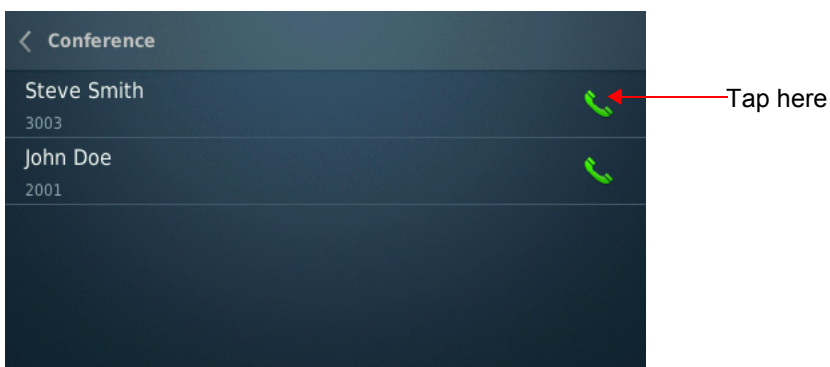 Conference
Steve Smith
3003
Tap here
John Doe
2001